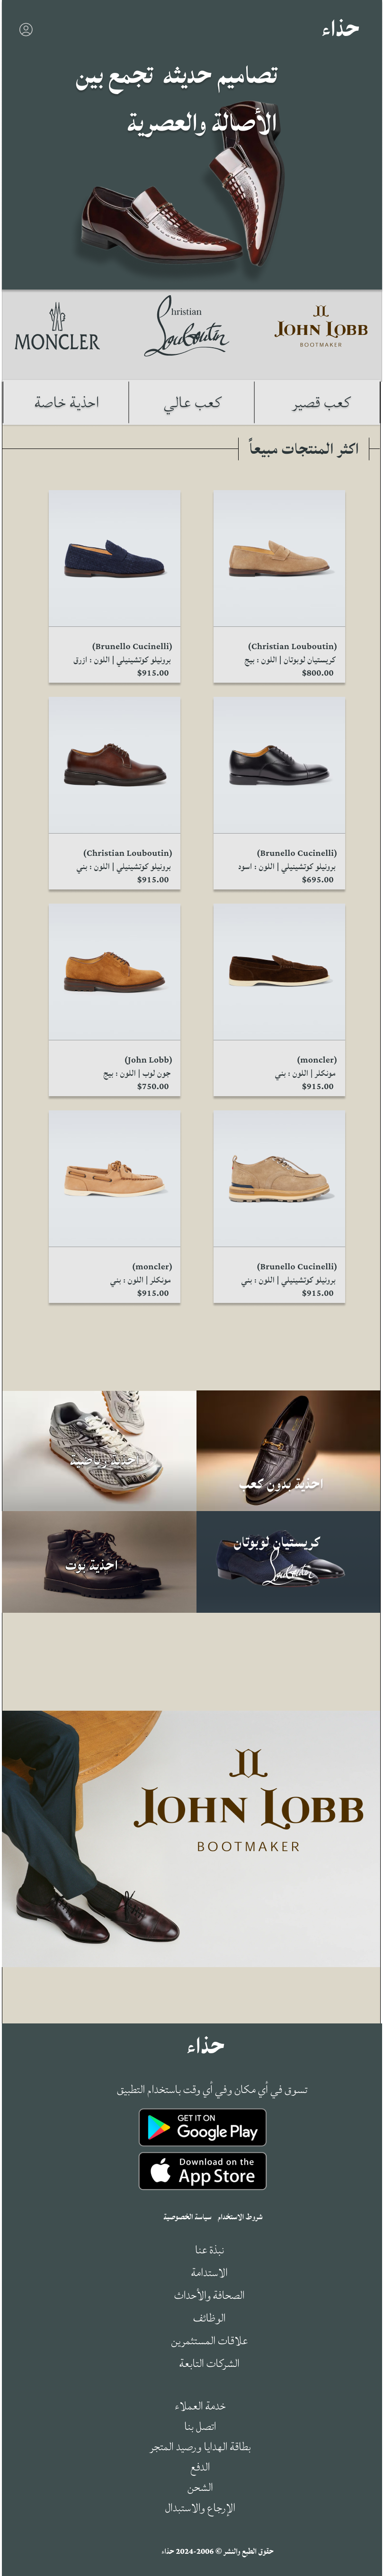 حذاء
تصاميم حديثه تجمع بين
الأصالة والعصرية
JOHN LOBB
BOOTMAKER
Christian
Louboutin
MONCLER
كعب قصير
كعب عالي
احذية خاصة
اكثر المنتجات مبيعاً
(Christian Louboutin)
كريستيان لوبوتان | اللون : بيج
$800.00
(Brunello Cucinelli)
برونيلو كوتشينيلي | اللون : ازرق
$915.00
(Brunello Cucinelli)
برونيلو كوتشينيلي | اللون : اسود
$695.00
(Christian Louboutin)
برونيلو كوتشينيلي | اللون : بني
$915.00
(moncler)
مونكلر | اللون : بني
$915.00
(John Lobb)
جون لوب | اللون : بيج
$750.00
(Brunello Cucinelli)
برونيلو كوتشينيلي | اللون : بني
$915.00
(moncler)
مونكلر | اللون : بني
$915.00
احذية بدون كعب
احذية رياضية
كريستيان لوبوتان
Louboutin
احذية بوت
JOHN LOBB
BOOTMAKER
حذاء
تسوق في أي مكان وفي أي وقت باستخدام التطبيق
GET IT ON
Google Play
Download on the
App Store
شروط الاستخدام سياسة الخصوصية
نبذة عنا
الاستدامة
الصحافة والأحداث
الوظائف
علاقات المستثمرين
الشركات التابعة
خدمة العملاء
اتصل بنا
بطاقة الهدايا ورصيد المتجر
الدفع
الشحن
الإرجاع والاستبدال
حقوق الطبع والنشر © 2006-2024 حذاء